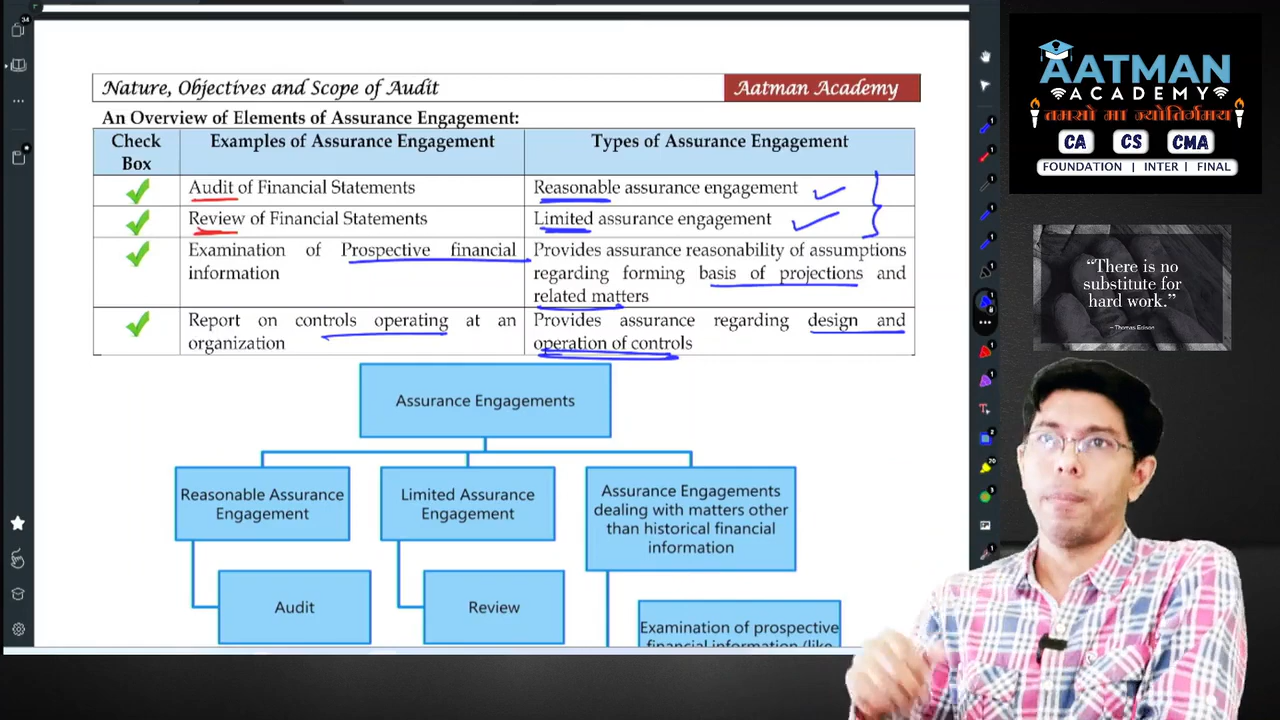 Nature, Objectives and Scope of Audit
Aatman Academy
An Overview of Elements of Assurance Engagement:
Check Box
Examples of Assurance Engagement
Types of Assurance Engagement
Audit of Financial Statements
Reasonable assurance engagement
Review of Financial Statements
Limited assurance engagement
Examination of Prospective financial
information
Provides assurance reasonability of assumptions
regarding forming basis of projections and
related matters
Report on controls operating at an
organization
Provides assurance regarding design and
operation of controls
Assurance Engagements
Reasonable Assurance
Engagement
Limited Assurance
Engagement
Assurance Engagements
dealing with matters other
than historical financial
information
Audit
Review
Examination of prospective
financial information (like
AATMAN
ACADEMY
तमसो मा ज्योतिर्गमय
CA
CS
CMA
FOUNDATION | INTER | FINAL
“There is no
substitute for
hard work.”
– Thomas Edison